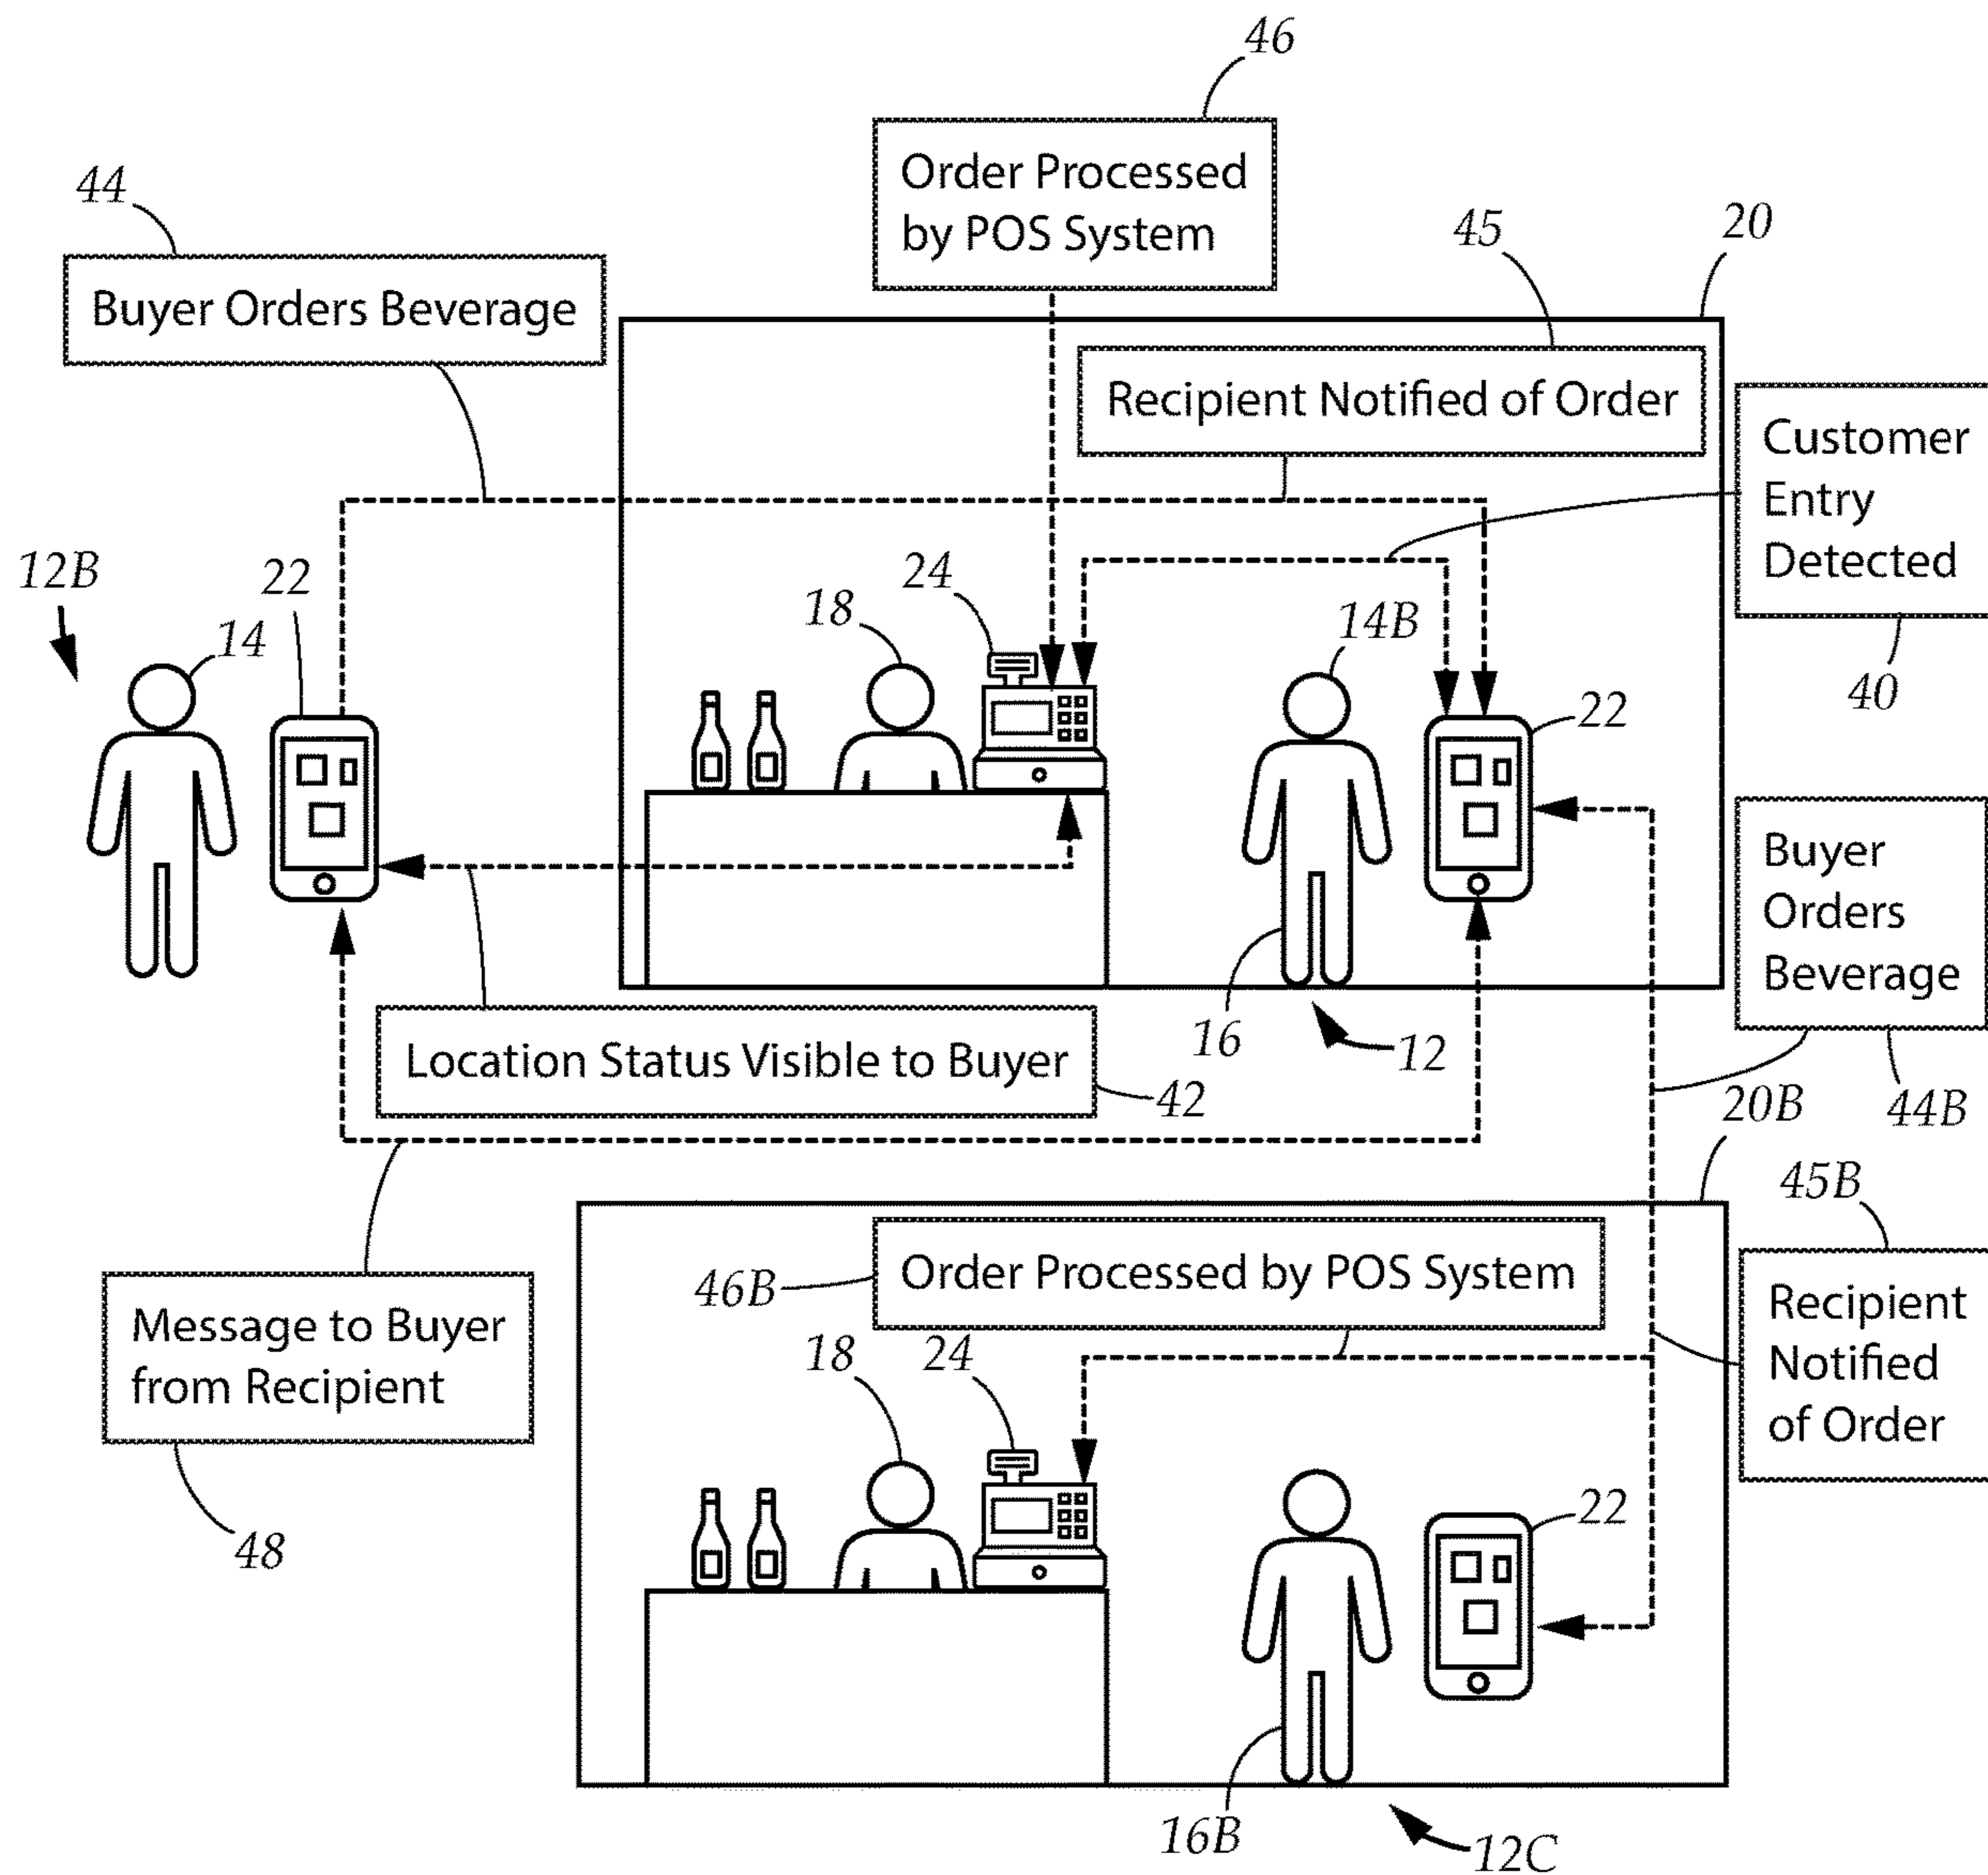 46
Order Processed
by POS System
44
Buyer Orders Beverage
45
20
Recipient Notified of Order
Customer
Entry
Detected
40
12B
22
14
18
24
14B
22
Buyer
Orders
Beverage
44B
16
12
Location Status Visible to Buyer
42
20B
45B
Message to Buyer
from Recipient
48
46B
Order Processed by POS System
Recipient
Notified
of Order
18
24
22
16B
12C